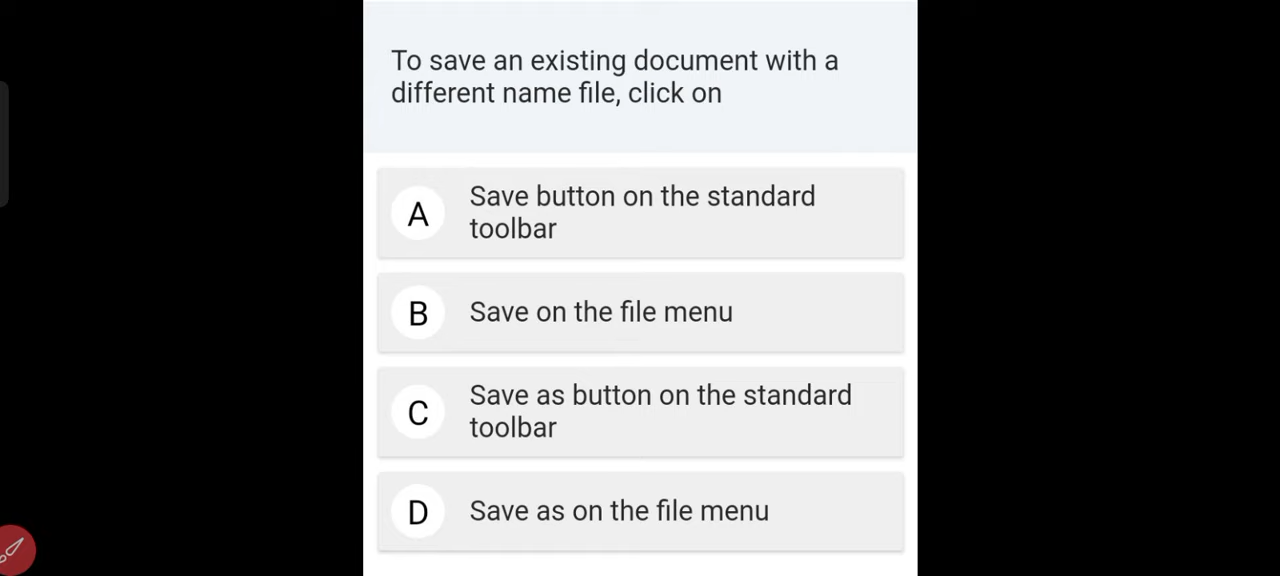 To save an existing document with a
different name file, click on
A
Save button on the standard
toolbar
B
Save on the file menu
C
Save as button on the standard
toolbar
D
Save as on the file menu